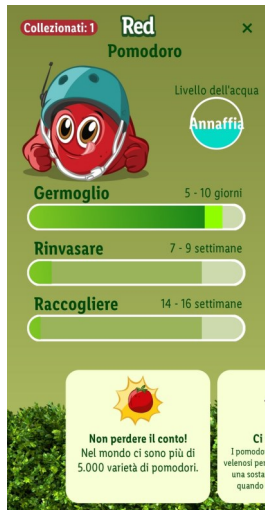 Collezionati: 1
Red
×
Pomodoro
Livello dell'acqua
Annaffia
Germoglio 5 - 10 giorni
Rinvasare 7 - 9 settimane
Raccogliere 14 - 16 settimane
Non perdere il conto!
Nel mondo ci sono più di
5.000 varietà di pomodori.
Ci
I pomodo
velenosi per
una sosta
quando